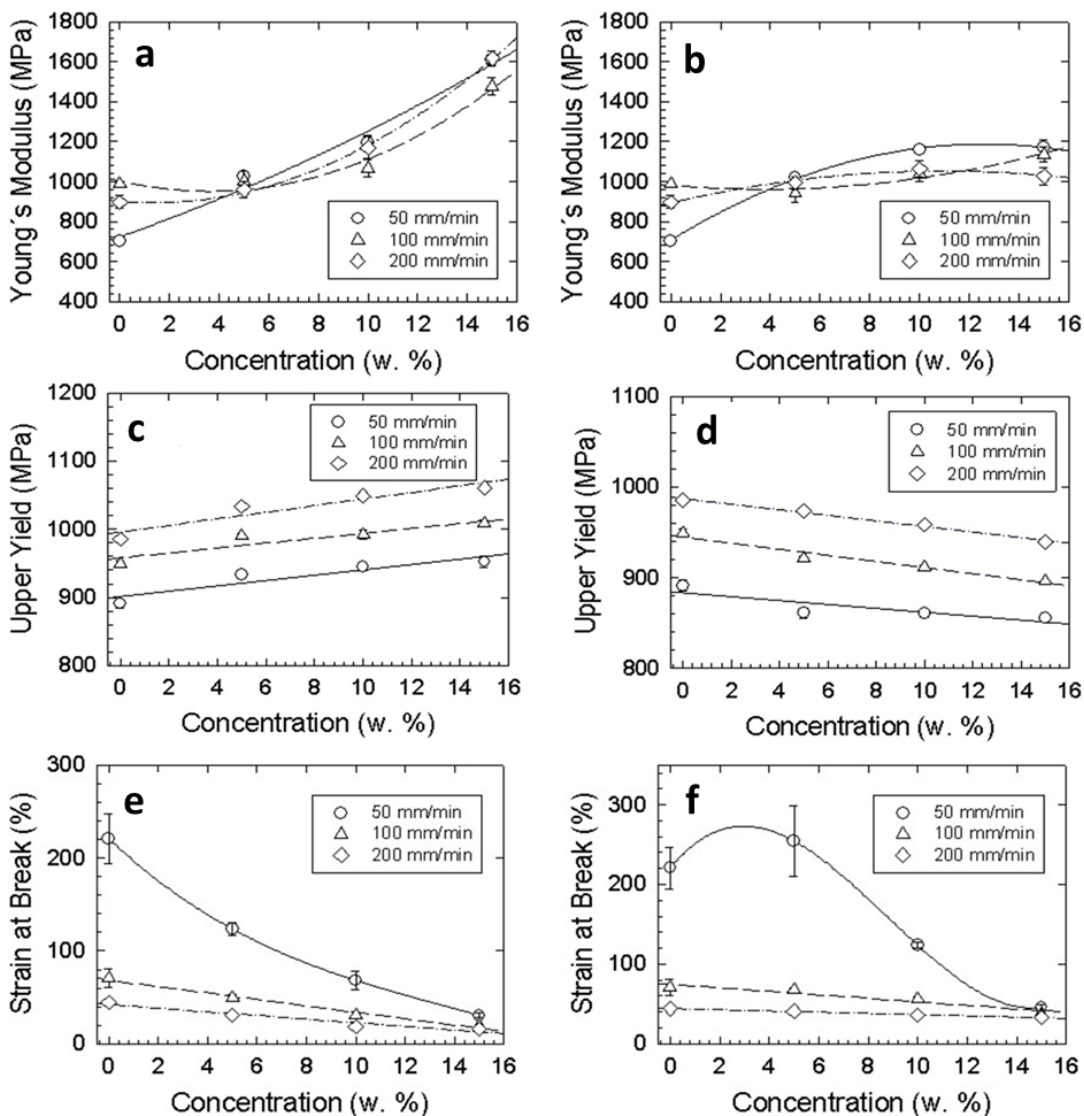 a
Young´s Modulus (MPa)
1800
1600
1400
1200
1000
800
600
400
50 mm/min
100 mm/min
200 mm/min
0 2 4 6 8 10 12 14 16
Concentration (w. %)
b
Young´s Modulus (MPa)
1800
1600
1400
1200
1000
800
600
400
50 mm/min
100 mm/min
200 mm/min
0 2 4 6 8 10 12 14 16
Concentration (w. %)
c
Upper Yield (MPa)
1200
1100
1000
900
800
50 mm/min
100 mm/min
200 mm/min
0 2 4 6 8 10 12 14 16
Concentration (w. %)
d
Upper Yield (MPa)
1100
1000
900
800
50 mm/min
100 mm/min
200 mm/min
0 2 4 6 8 10 12 14 16
Concentration (w. %)
e
Strain at Break (%)
300
200
100
0
50 mm/min
100 mm/min
200 mm/min
0 2 4 6 8 10 12 14 16
Concentration (w. %)
f
Strain at Break (%)
300
200
100
0
50 mm/min
100 mm/min
200 mm/min
0 2 4 6 8 10 12 14 16
Concentration (w. %)